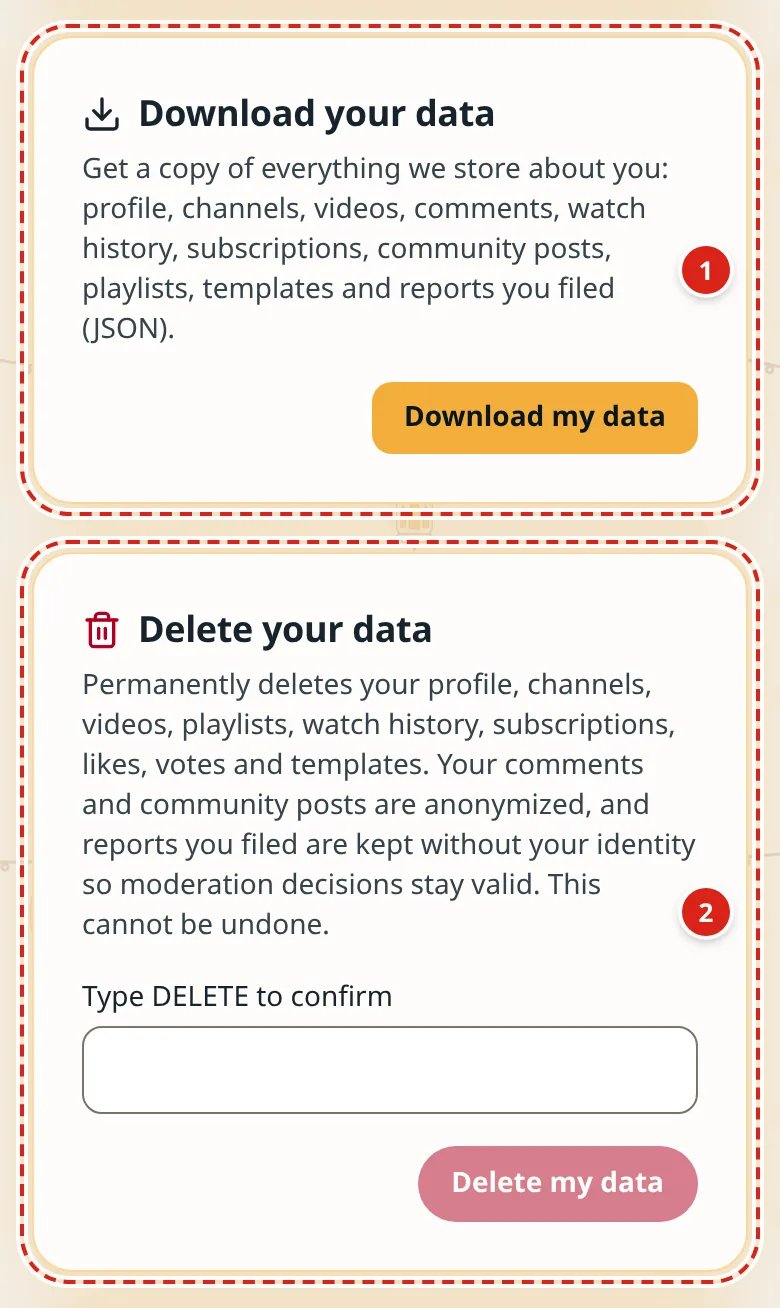 Download your data
Get a copy of everything we store about you:
profile, channels, videos, comments, watch
history, subscriptions, community posts,
playlists, templates and reports you filed
(JSON).
1
Download my data
Delete your data
Permanently deletes your profile, channels,
videos, playlists, watch history, subscriptions,
likes, votes and templates. Your comments
and community posts are anonymized, and
reports you filed are kept without your identity
so moderation decisions stay valid. This
cannot be undone.
2
Type DELETE to confirm
Delete my data